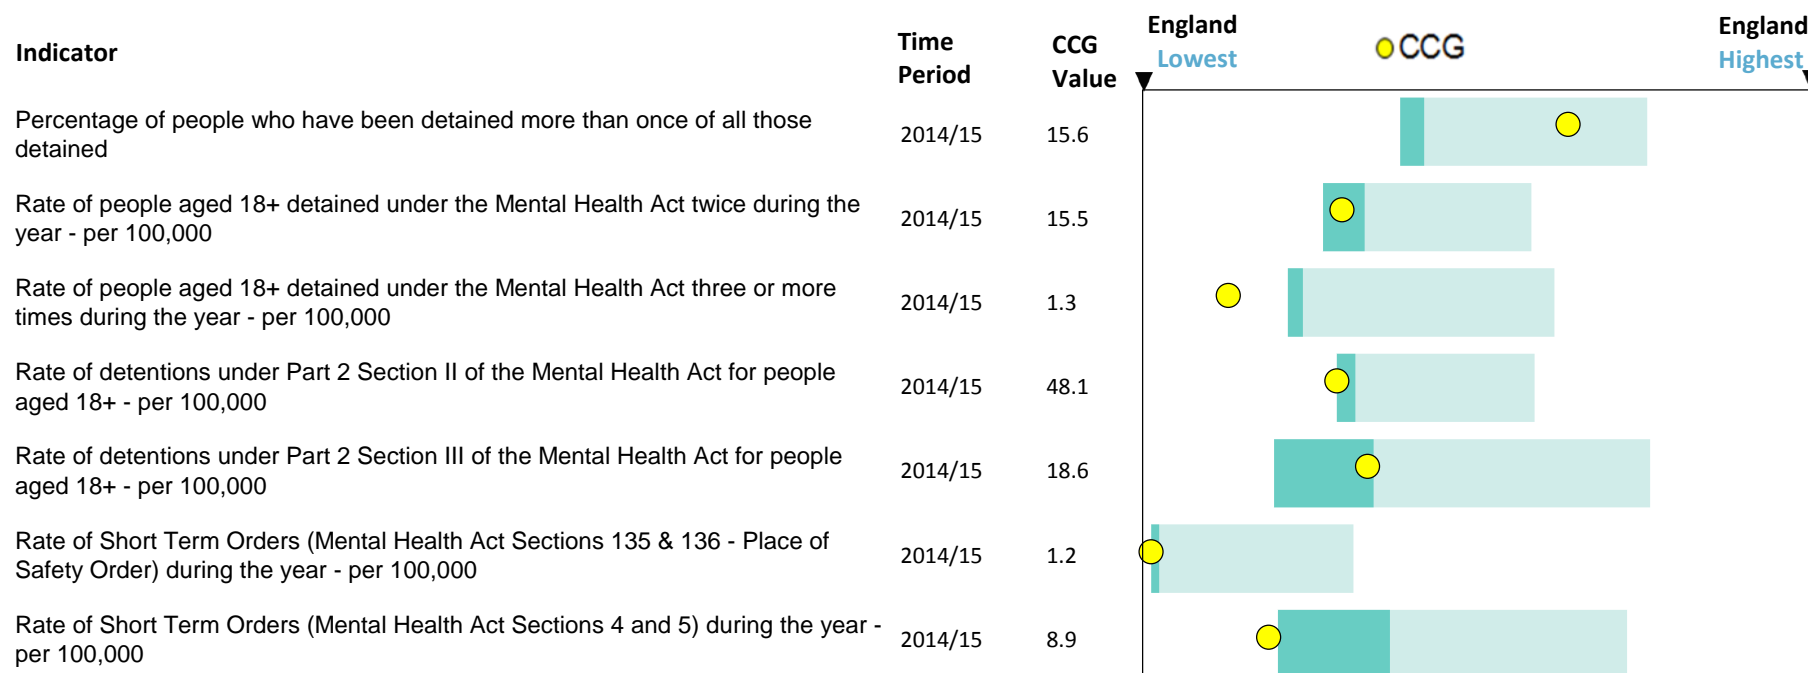 Indicator
Time
Period
CCG
Value
England
Lowest
CCG
England
Highest
Percentage of people who have been detained more than once of all those
detained
2014/15
15.6
Rate of people aged 18+ detained under the Mental Health Act twice during the
year - per 100,000
2014/15
15.5
Rate of people aged 18+ detained under the Mental Health Act three or more
times during the year - per 100,000
2014/15
1.3
Rate of detentions under Part 2 Section II of the Mental Health Act for people
aged 18+ - per 100,000
2014/15
48.1
Rate of detentions under Part 2 Section III of the Mental Health Act for people
aged 18+ - per 100,000
2014/15
18.6
Rate of Short Term Orders (Mental Health Act Sections 135 & 136 - Place of
Safety Order) during the year - per 100,000
2014/15
1.2
Rate of Short Term Orders (Mental Health Act Sections 4 and 5) during the year -
per 100,000
2014/15
8.9